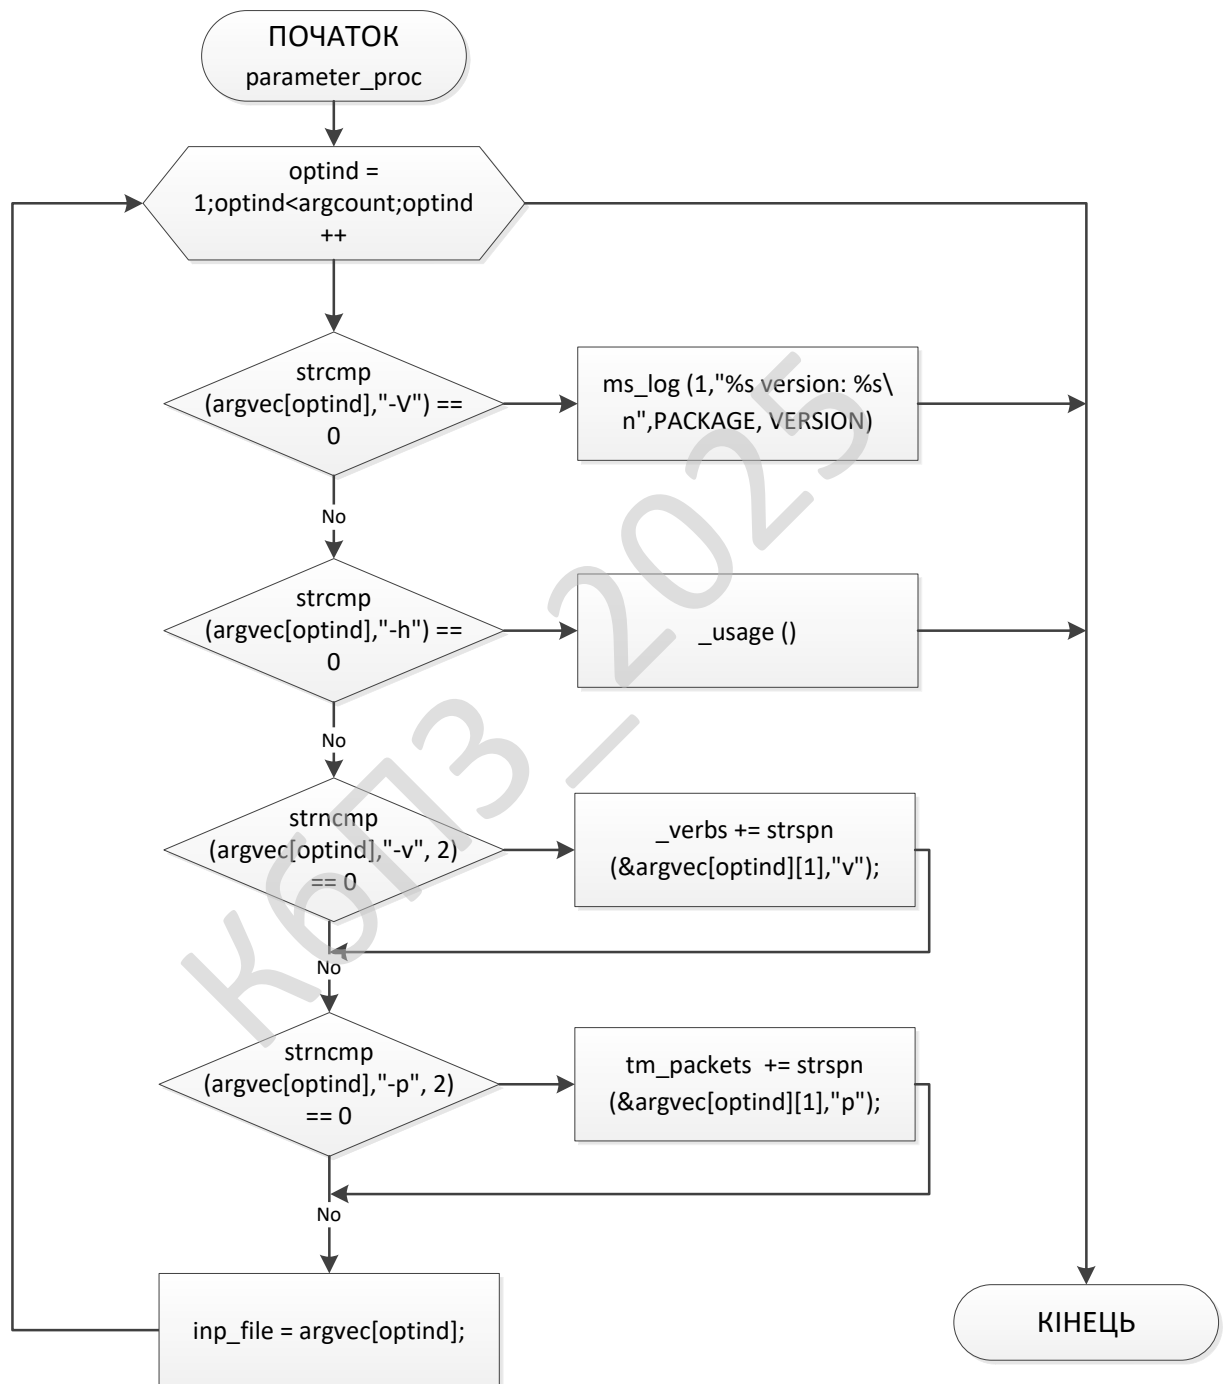 ПОЧАТОК
parameter_proc
optind =
1;optind<argcount;optind
++
strcmp
(argvec[optind],"-V") ==
0
ms_log (1,"%s version: %s\
n",PACKAGE, VERSION)
No
strcmp
(argvec[optind],"-h") ==
0
_usage ()
No
strncmp
(argvec[optind],"-v", 2)
== 0
_verbs += strspn
(&argvec[optind][1],"v");
No
strncmp
(argvec[optind],"-p", 2)
== 0
tm_packets  += strspn
(&argvec[optind][1],"p");
No
inp_file = argvec[optind];
КІНЕЦЬ
КбПЗ_2025